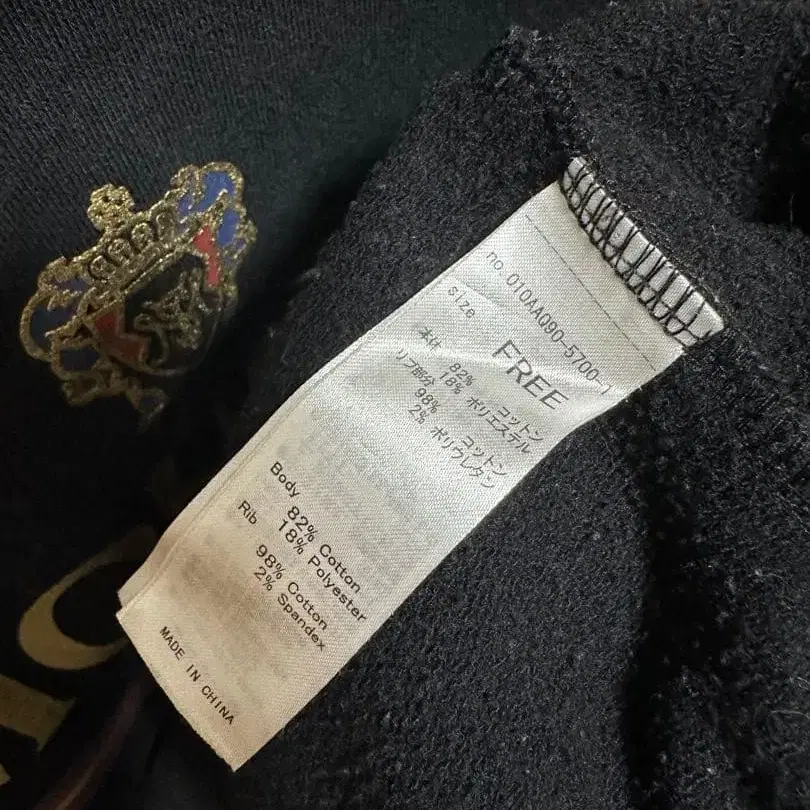 no. 010AAQ90-5700-1
size
FREE
本体 82% コットン
18% ポリエステル
リブ部分 98% コットン
2% ポリウレタン
Body 82% Cotton
18% Polyester
Rib 98% Cotton
2% Spandex
MADE IN CHINA